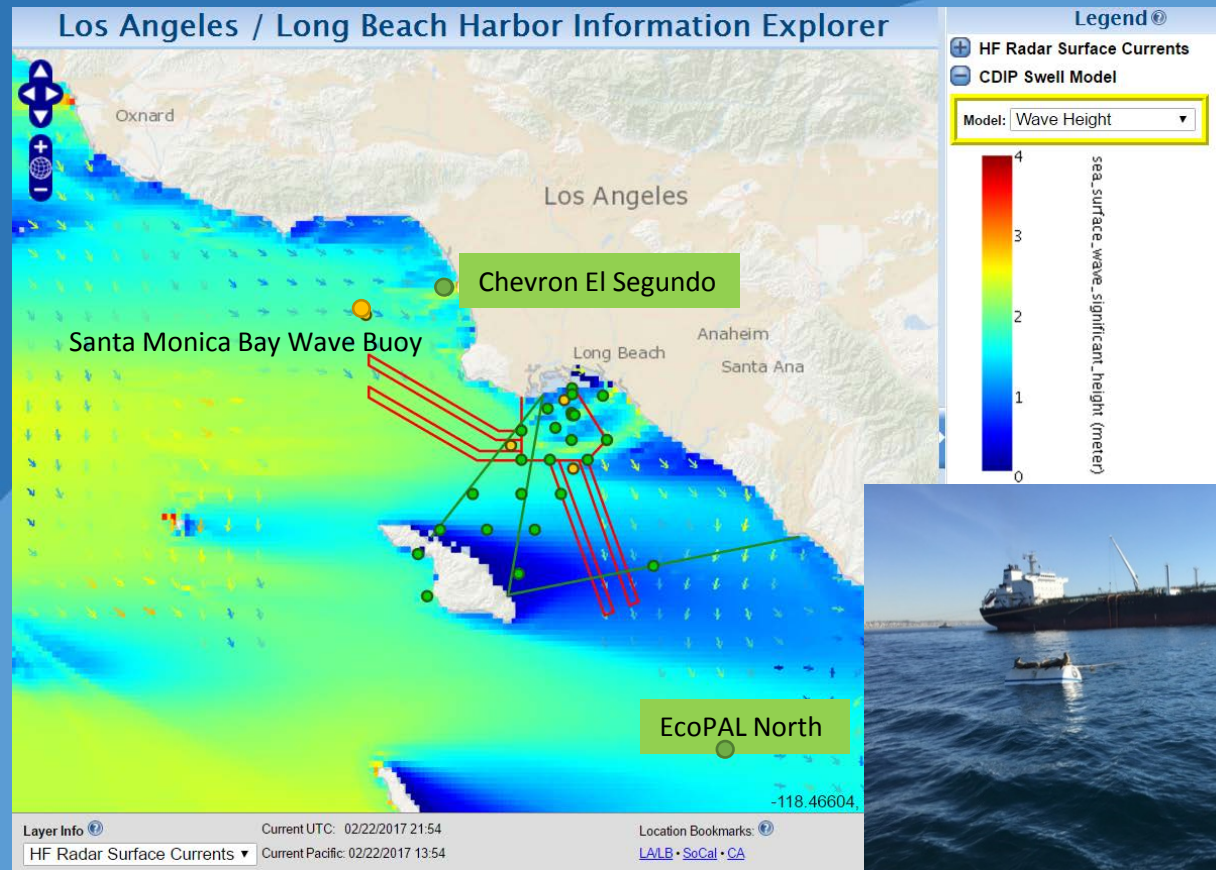 Los Angeles / Long Beach Harbor Information Explorer
Oxnard
Los Angeles
Chevron El Segundo
Santa Monica Bay Wave Buoy
Anaheim
Long Beach
Santa Ana
EcoPAL North
-118.46604,
Layer Info
HF Radar Surface Currents
Current UTC: 02/22/2017 21:54
Current Pacific: 02/22/2017 13:54
Location Bookmarks:
LA/LB • SoCal • CA
Legend
HF Radar Surface Currents
CDIP Swell Model
Model: Wave Height
4
3
2
1
0
sea_surface_wave_significant_height (meter)